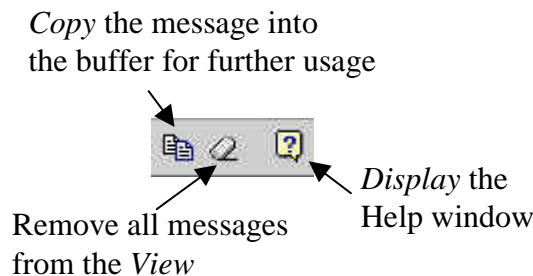 Copy the message into
the buffer for further usage
?
Display the
Help window
Remove all messages
from the View